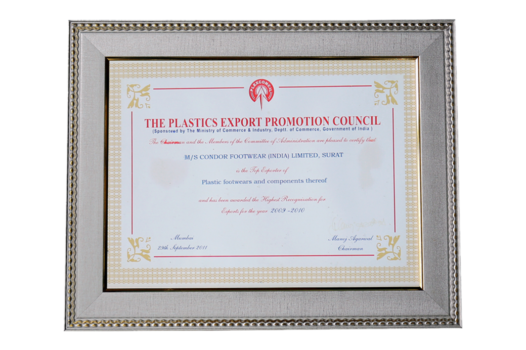 THE PLASTICS EXPORT PROMOTION COUNCIL
(Sponsored by The Ministry of Commerce & Industry, Deptt. of Commerce, Government of India)
The Chairman and the Members of the Committee of Administration are pleased to certify that
M/S CONDOR FOOTWEAR (INDIA) LIMITED, SURAT
is the Top Exporter of
Plastic footwears and components thereof
and has been awarded the Highest Recognition for
Exports for the year 2009-2010
Mumbai
September
Chairman